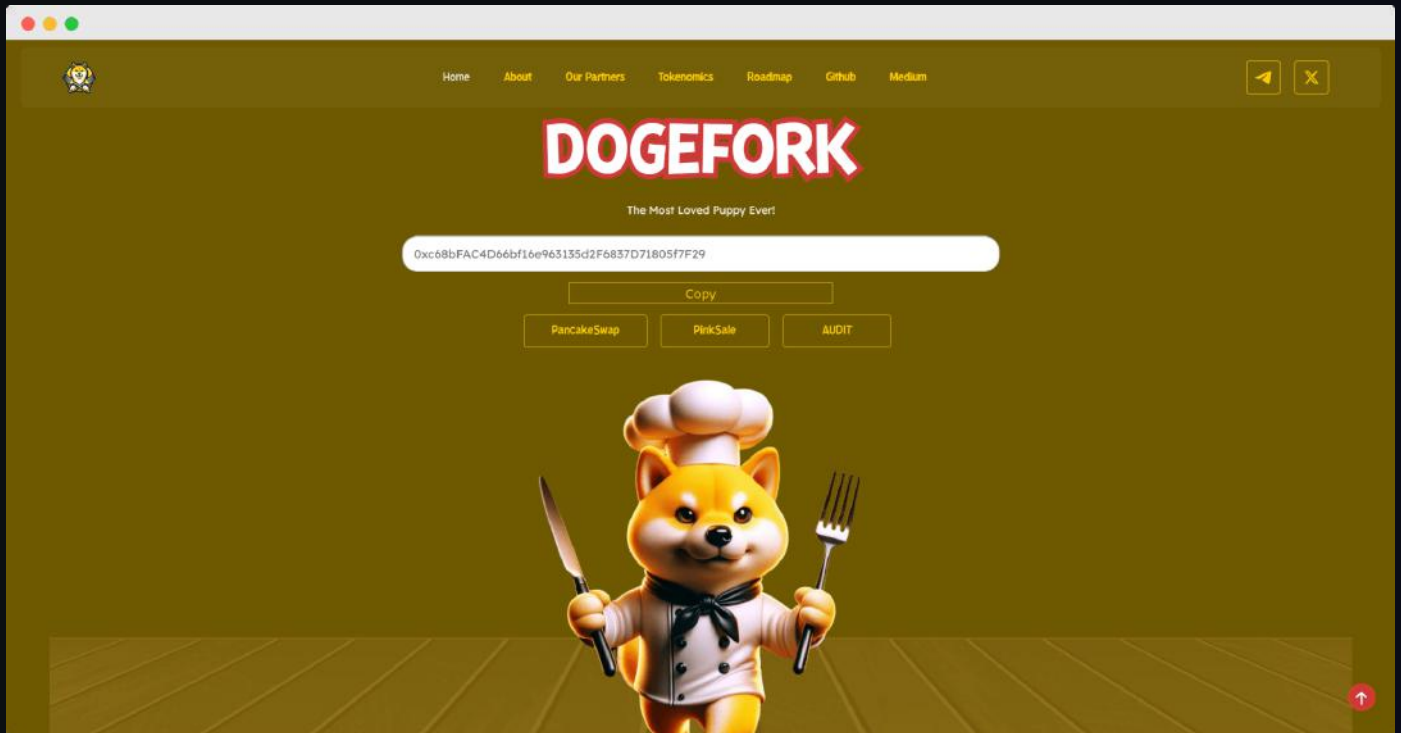 Home About Our Partners Tokenomics Roadmap Github Medium
DOGEFORK
The Most Loved Puppy Ever!
0xc68bFAC4D66bf16e963135d2F6837D71805f7F29
Copy
PancakeSwap PinkSale AUDIT